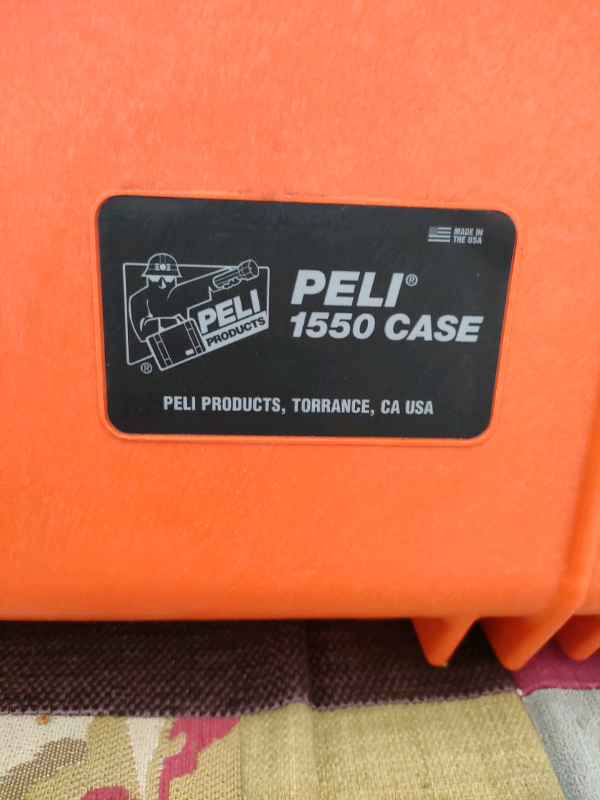 MADE IN
THE USA
PELI
PRODUCTS
®
PELI®
1550 CASE
PELI PRODUCTS, TORRANCE, CA USA